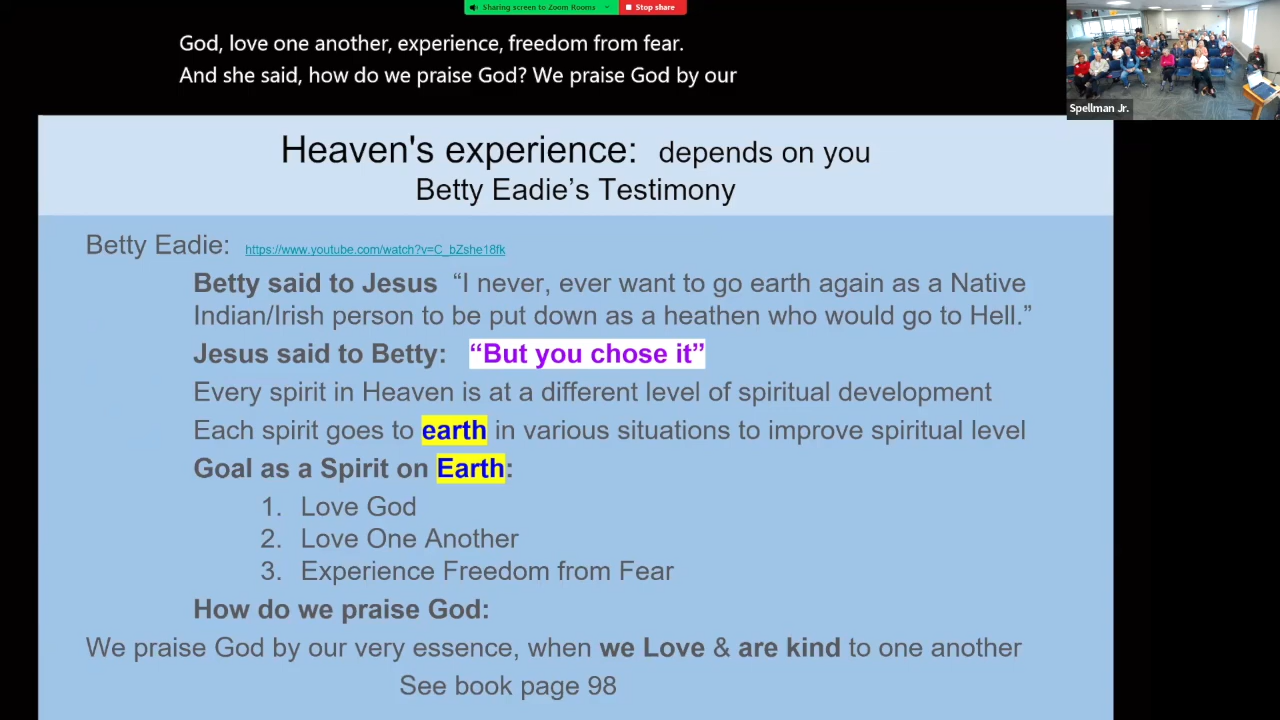 Sharing screen to Zoom Rooms
Stop share
God, love one another, experience, freedom from fear.
And she said, how do we praise God? We praise God by our
Spellman Jr.
Heaven's experience: depends on you
Betty Eadie's Testimony
Betty Eadie: https://www.youtube.com/watch?v=C_bZshe18fk
Betty said to Jesus "I never, ever want to go earth again as a Native
Indian/Irish person to be put down as a heathen who would go to Hell."
Jesus said to Betty: "But you chose it"
Every spirit in Heaven is at a different level of spiritual development
Each spirit goes to earth in various situations to improve spiritual level
Goal as a Spirit on Earth:
1. Love God
2. Love One Another
3. Experience Freedom from Fear
How do we praise God:
We praise God by our very essence, when we Love & are kind to one another
See book page 98